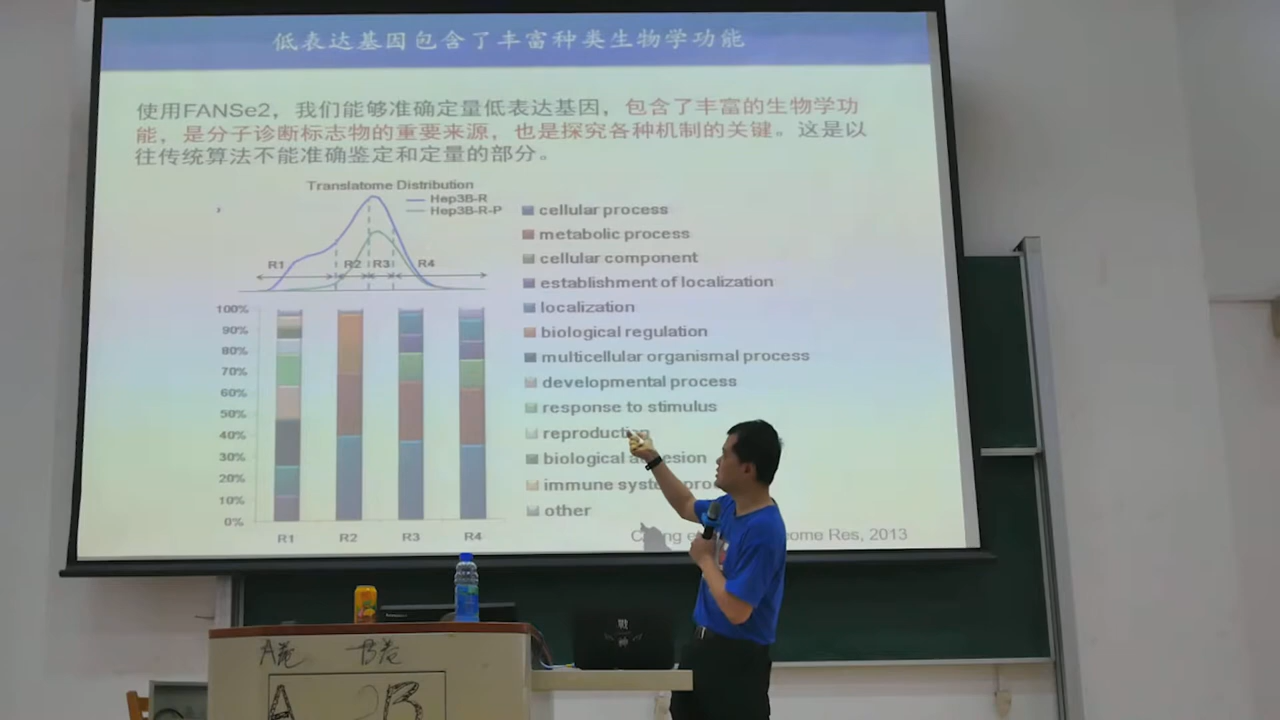 低表达基因包含了丰富种类生物学功能
使用FANSe2，我们能够准确定量低表达基因，包含了丰富的生物学功
能，是分子诊断标志物的重要来源，也是探究各种机制的关键。这是以
往传统算法不能准确鉴定和定量的部分。
Translatome Distribution
Hep3B-R
Hep3B-R-P
R1
R2
R3
R4
100%
90%
80%
70%
60%
50%
40%
30%
20%
10%
0%
R1
R2
R3
R4
cellular process
metabolic process
cellular component
establishment of localization
localization
biological regulation
multicellular organismal process
developmental process
response to stimulus
reproduction
biological
immune
other
Res, 2013
戰神
A卷 B卷
A B